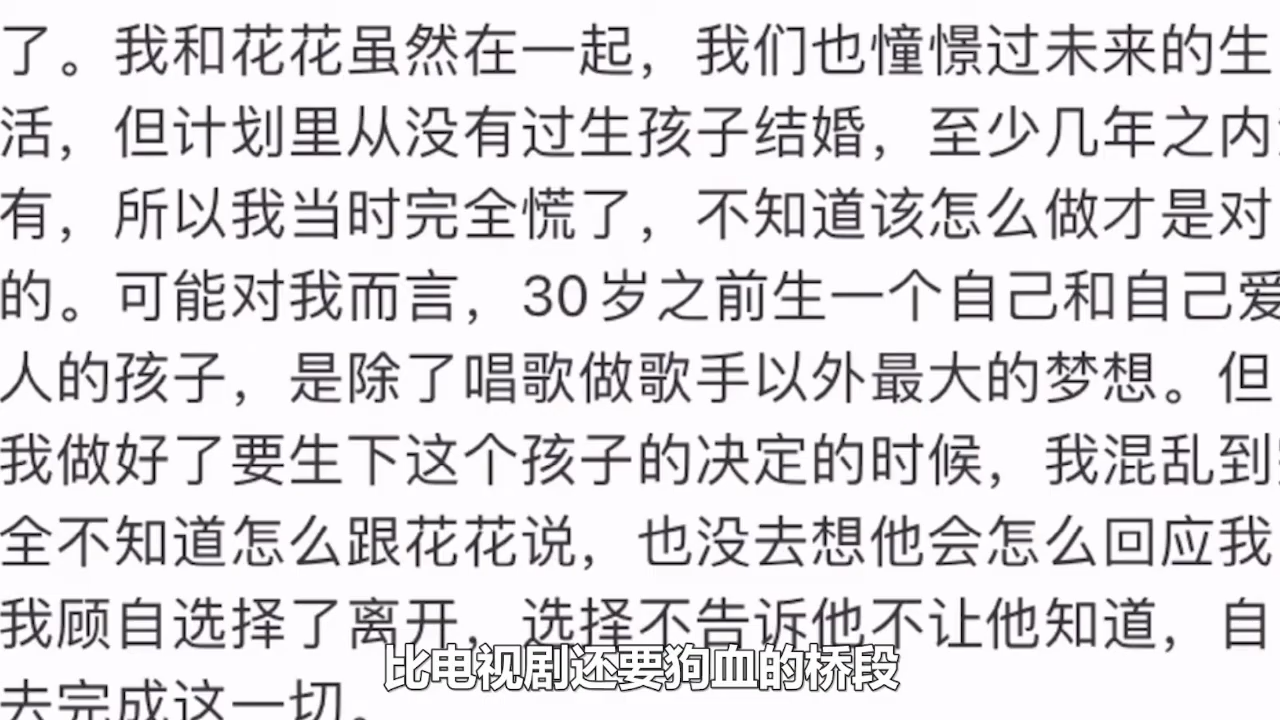 了。我和花花虽然在一起，我们也憧憬过未来的生
活，但计划里从没有过生孩子结婚，至少几年之内
有，所以我当时完全慌了，不知道该怎么做才是对
的。可能对我而言，30岁之前生一个自己和自己爱
人的孩子，是除了唱歌做歌手以外最大的梦想。但
我做好了要生下这个孩子的决定的时候，我混乱到
全不知道怎么跟花花说，也没去想他会怎么回应我
我顾自选择了离开，选择不告诉他不让他知道，自
去完成这一切。
比电视剧还要狗血的桥段